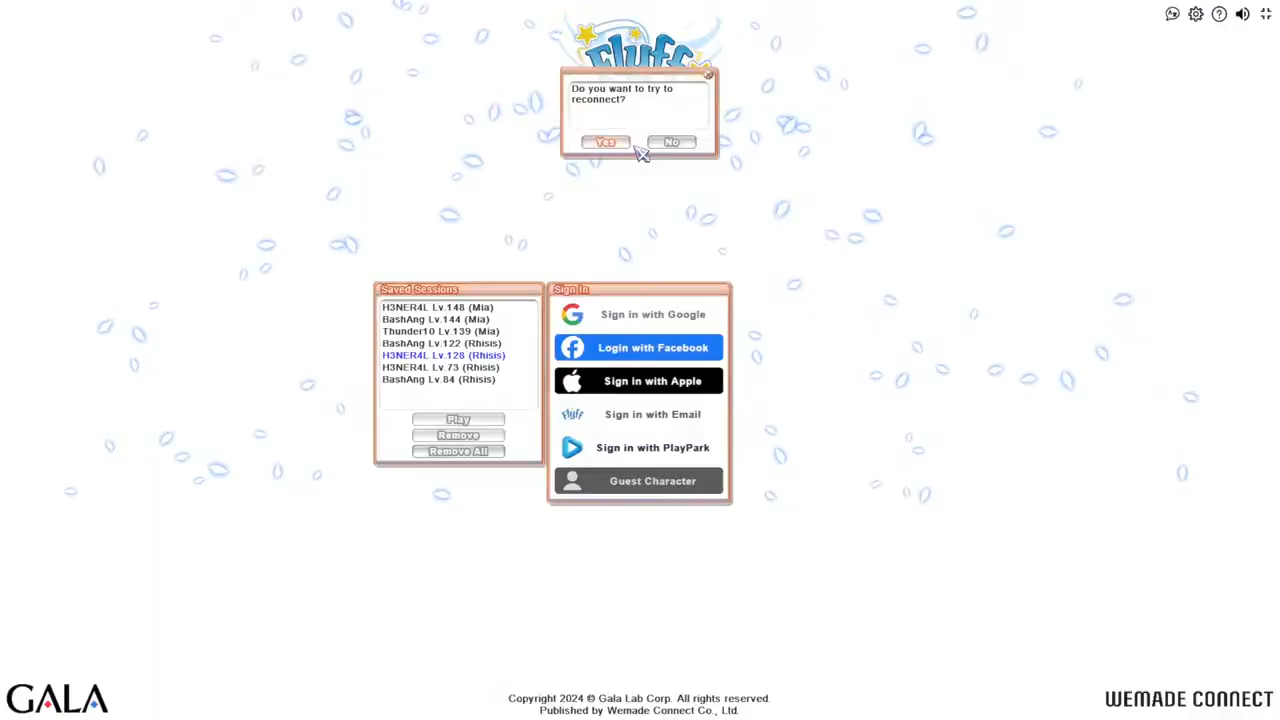 Fluff
Do you want to try to
reconnect?
Yes
No
Saved Sessions
H3NER4L Lv.148 (Mia)
BashAng Lv.144 (Mia)
Thunder10 Lv.139 (Mia)
BashAng Lv.122 (Rhisis)
H3NER4L Lv.128 (Rhisis)
H3NER4L Lv.73 (Rhisis)
BashAng Lv.84 (Rhisis)
Play
Remove
Remove All
Sign In
Sign in with Google
Login with Facebook
Sign in with Apple
Flyff
Sign in with Email
Sign in with PlayPark
Guest Character
GALA
Copyright 2024 © Gala Lab Corp. All rights reserved.
Published by Wemade Connect Co., Ltd.
WEMADE CONNECT